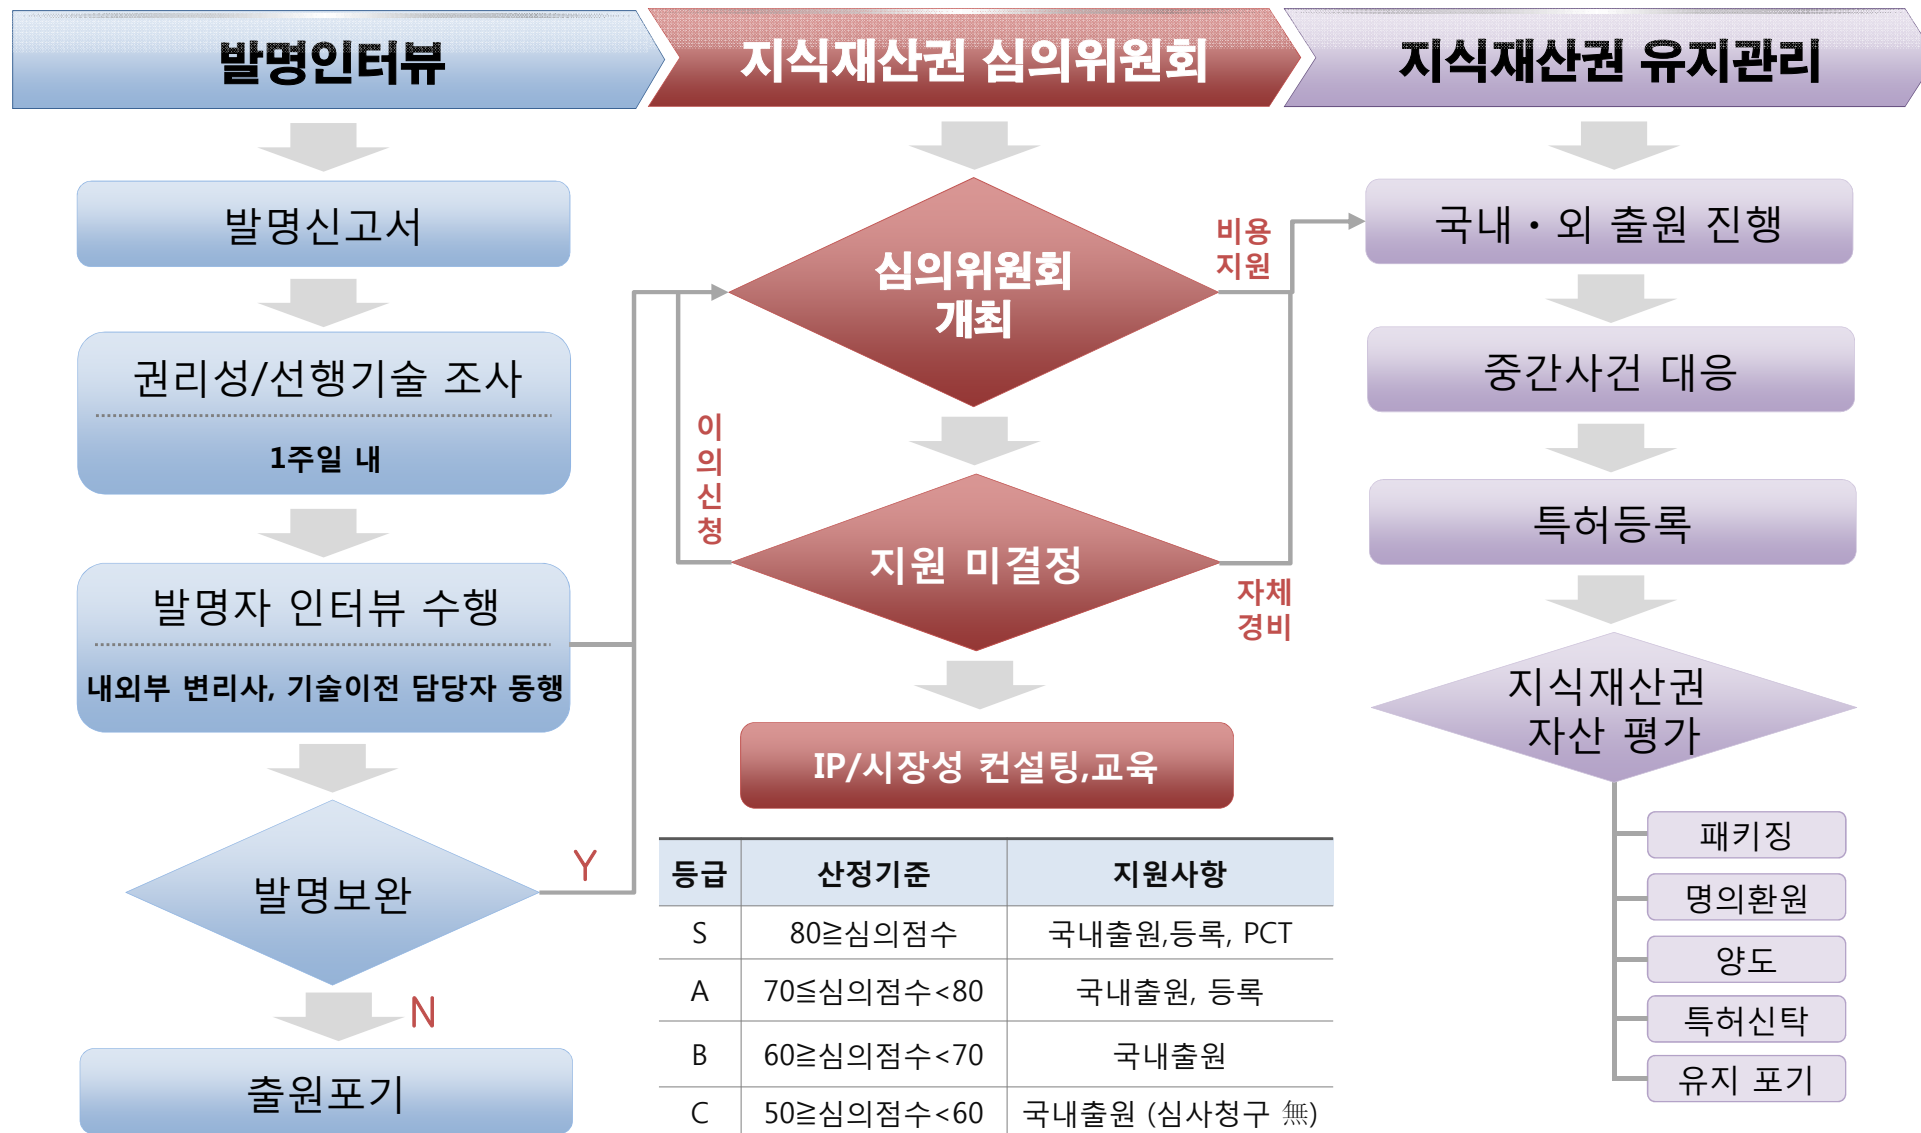 발명인터뷰
지식재산권 심의위원회
지식재산권 유지관리
발명신고서
권리성/선행기술 조사
1주일 내
발명자 인터뷰 수행
내외부 변리사, 기술이전 담당자 동행
발명보완
Y
N
출원포기
심의위원회
개최
비용
지원
이
의
신
청
지원 미결정
자체
경비
IP/시장성 컨설팅,교육
등급 산정기준 지원사항
S 80≧심의점수 국내출원,등록, PCT
A 70≦심의점수<80 국내출원, 등록
B 60≧심의점수<70 국내출원
C 50≧심의점수<60 국내출원 (심사청구 無)
국내・외 출원 진행
중간사건 대응
특허등록
지식재산권
자산 평가
패키징
명의환원
양도
특허신탁
유지 포기